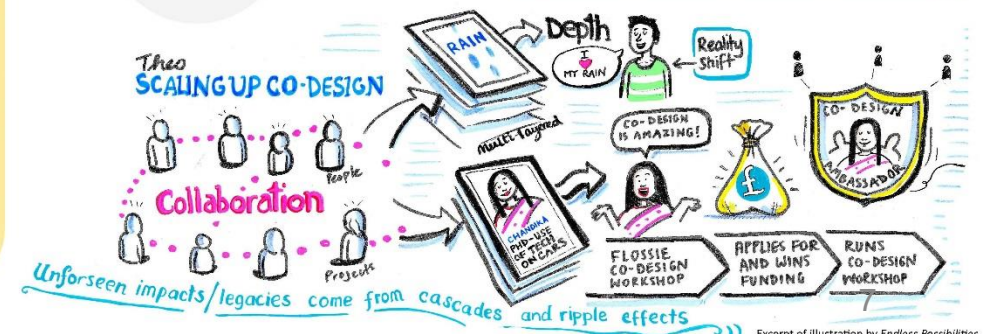 Theo
SCALING UP CO-DESIGN
People
Collaboration
Projects
Unforseen impacts/legacies come from cascades and ripple effects
RAIN
Multi-layered
Depth
I ♥
MY RAIN
Reality
Shift
CHANDIKA
PHD-USE
OF TECH
ON CARS
CO-DESIGN
IS AMAZING!
£
CO-DESIGN
AMBASSADOR
FLOSSIE
CO-DESIGN
WORKSHOP
APPLIES FOR
AND WINS
FUNDING
RUNS
CO-DESIGN
WORKSHOP
7
Excerpt of illustration by Endless Possibilities